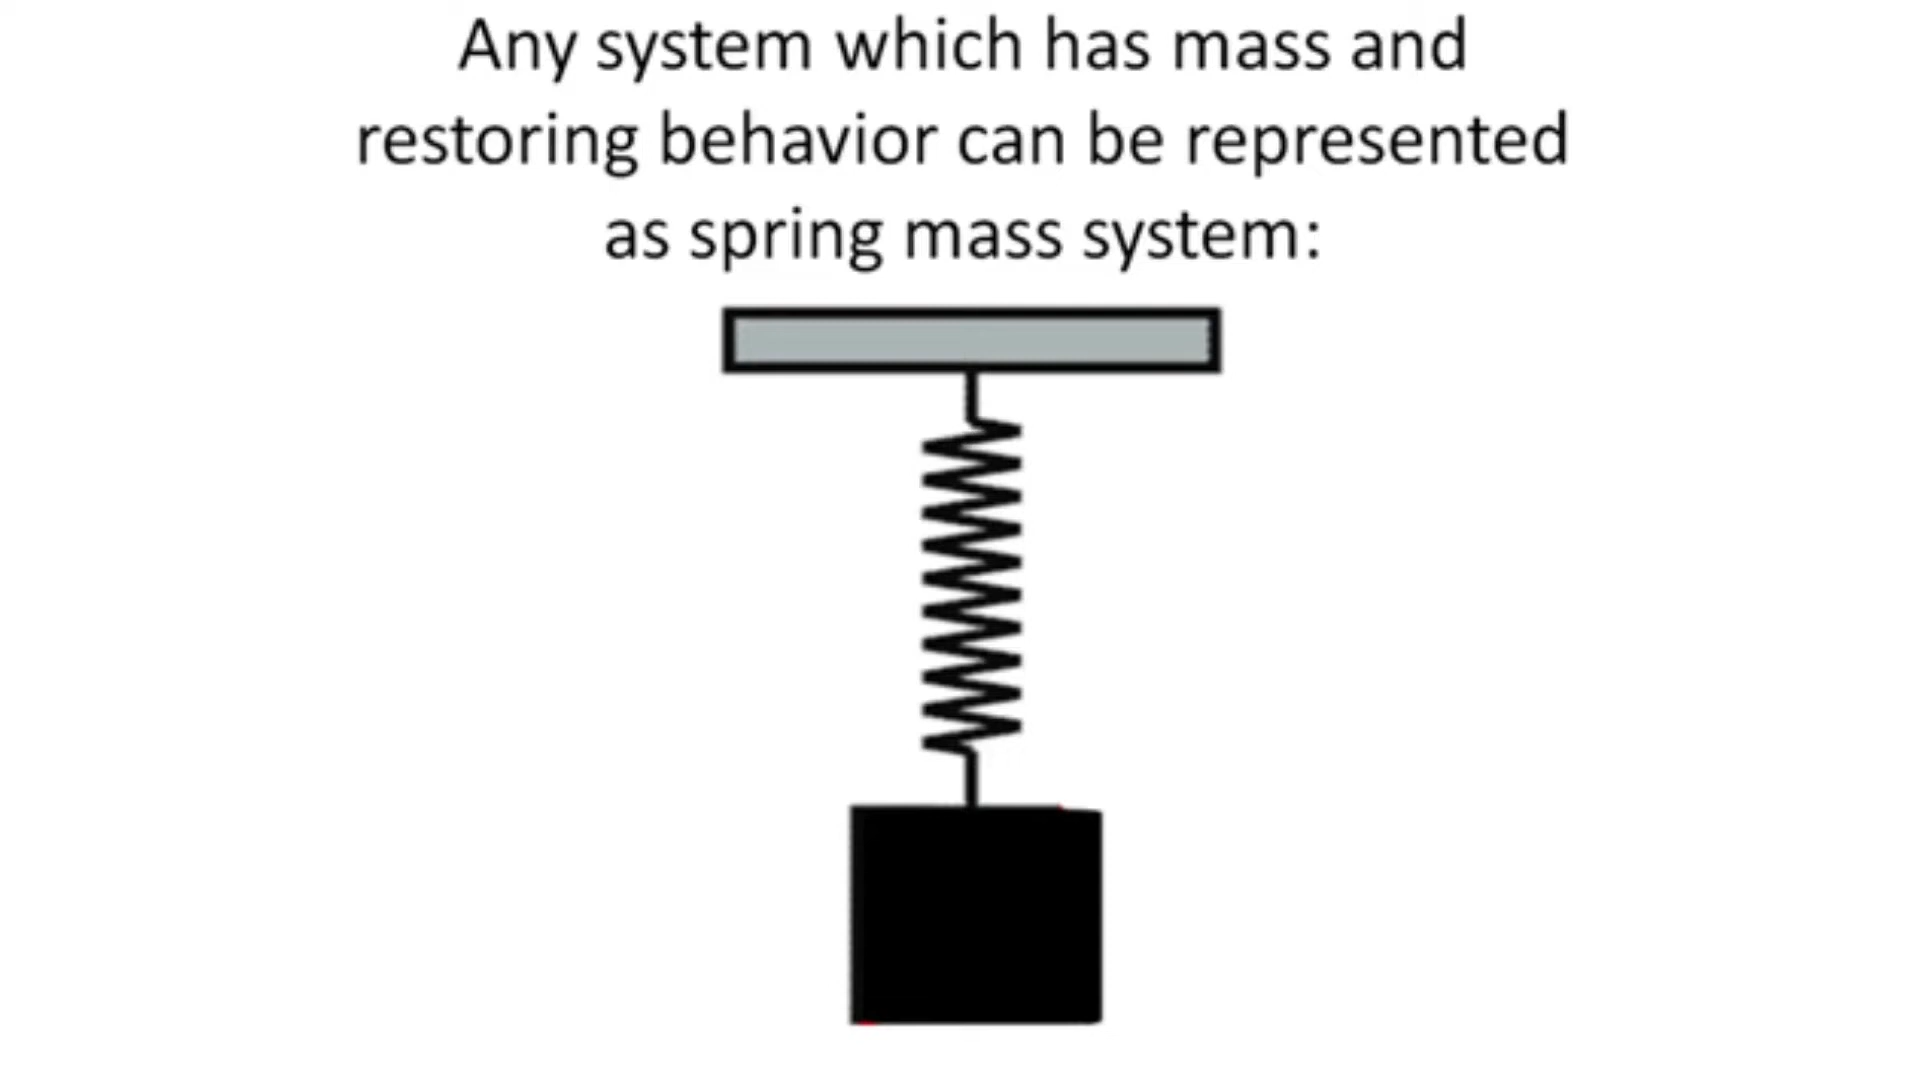 Any system which has mass and
restoring behavior can be represented
as spring mass system: